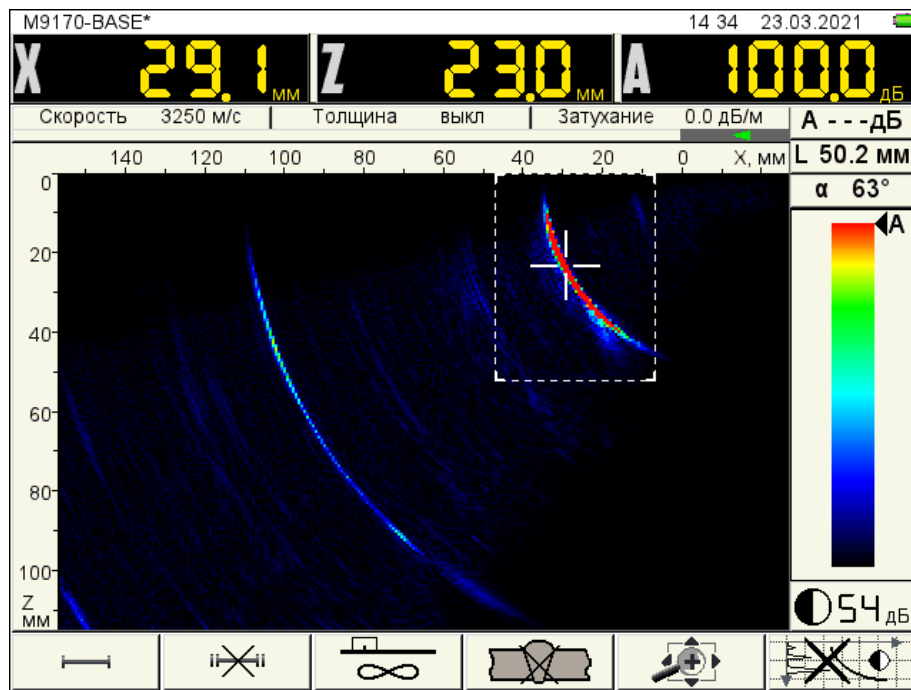 M9170-BASE* 14 34 23.03.2021
X 29.1 мм Z 23.0 мм A 100.0 дБ
Скорость 3250 м/с Толщина выкл Затухание 0.0 дБ/м A ---дБ
140 120 100 80 60 40 20 0 X, мм L 50.2 мм
α 63°
0
A
20
40
60
80
100
Z
мм
54 дБ